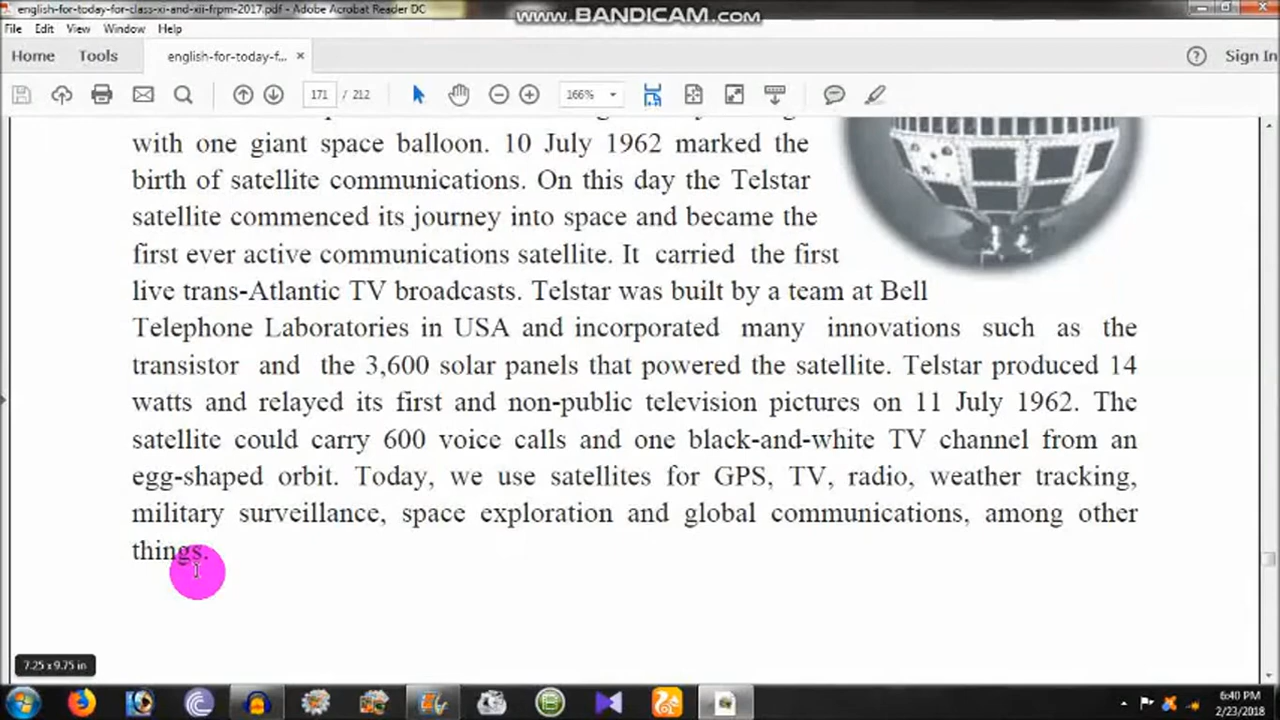 english-for-today-for-class-xi-and-xii-frpm-2017.pdf - Adobe Acrobat Reader DC
www.BANDICAM.com
File Edit View Window Help
Home Tools english-for-today-f... × Sign In
171 / 212 166%
with one giant space balloon. 10 July 1962 marked the
birth of satellite communications. On this day the Telstar
satellite commenced its journey into space and became the
first ever active communications satellite. It carried the first
live trans-Atlantic TV broadcasts. Telstar was built by a team at Bell
Telephone Laboratories in USA and incorporated many innovations such as the
transistor and the 3,600 solar panels that powered the satellite. Telstar produced 14
watts and relayed its first and non-public television pictures on 11 July 1962. The
satellite could carry 600 voice calls and one black-and-white TV channel from an
egg-shaped orbit. Today, we use satellites for GPS, TV, radio, weather tracking,
military surveillance, space exploration and global communications, among other
things.
7.25 x 9.75 in
6:40 PM
2/23/2018